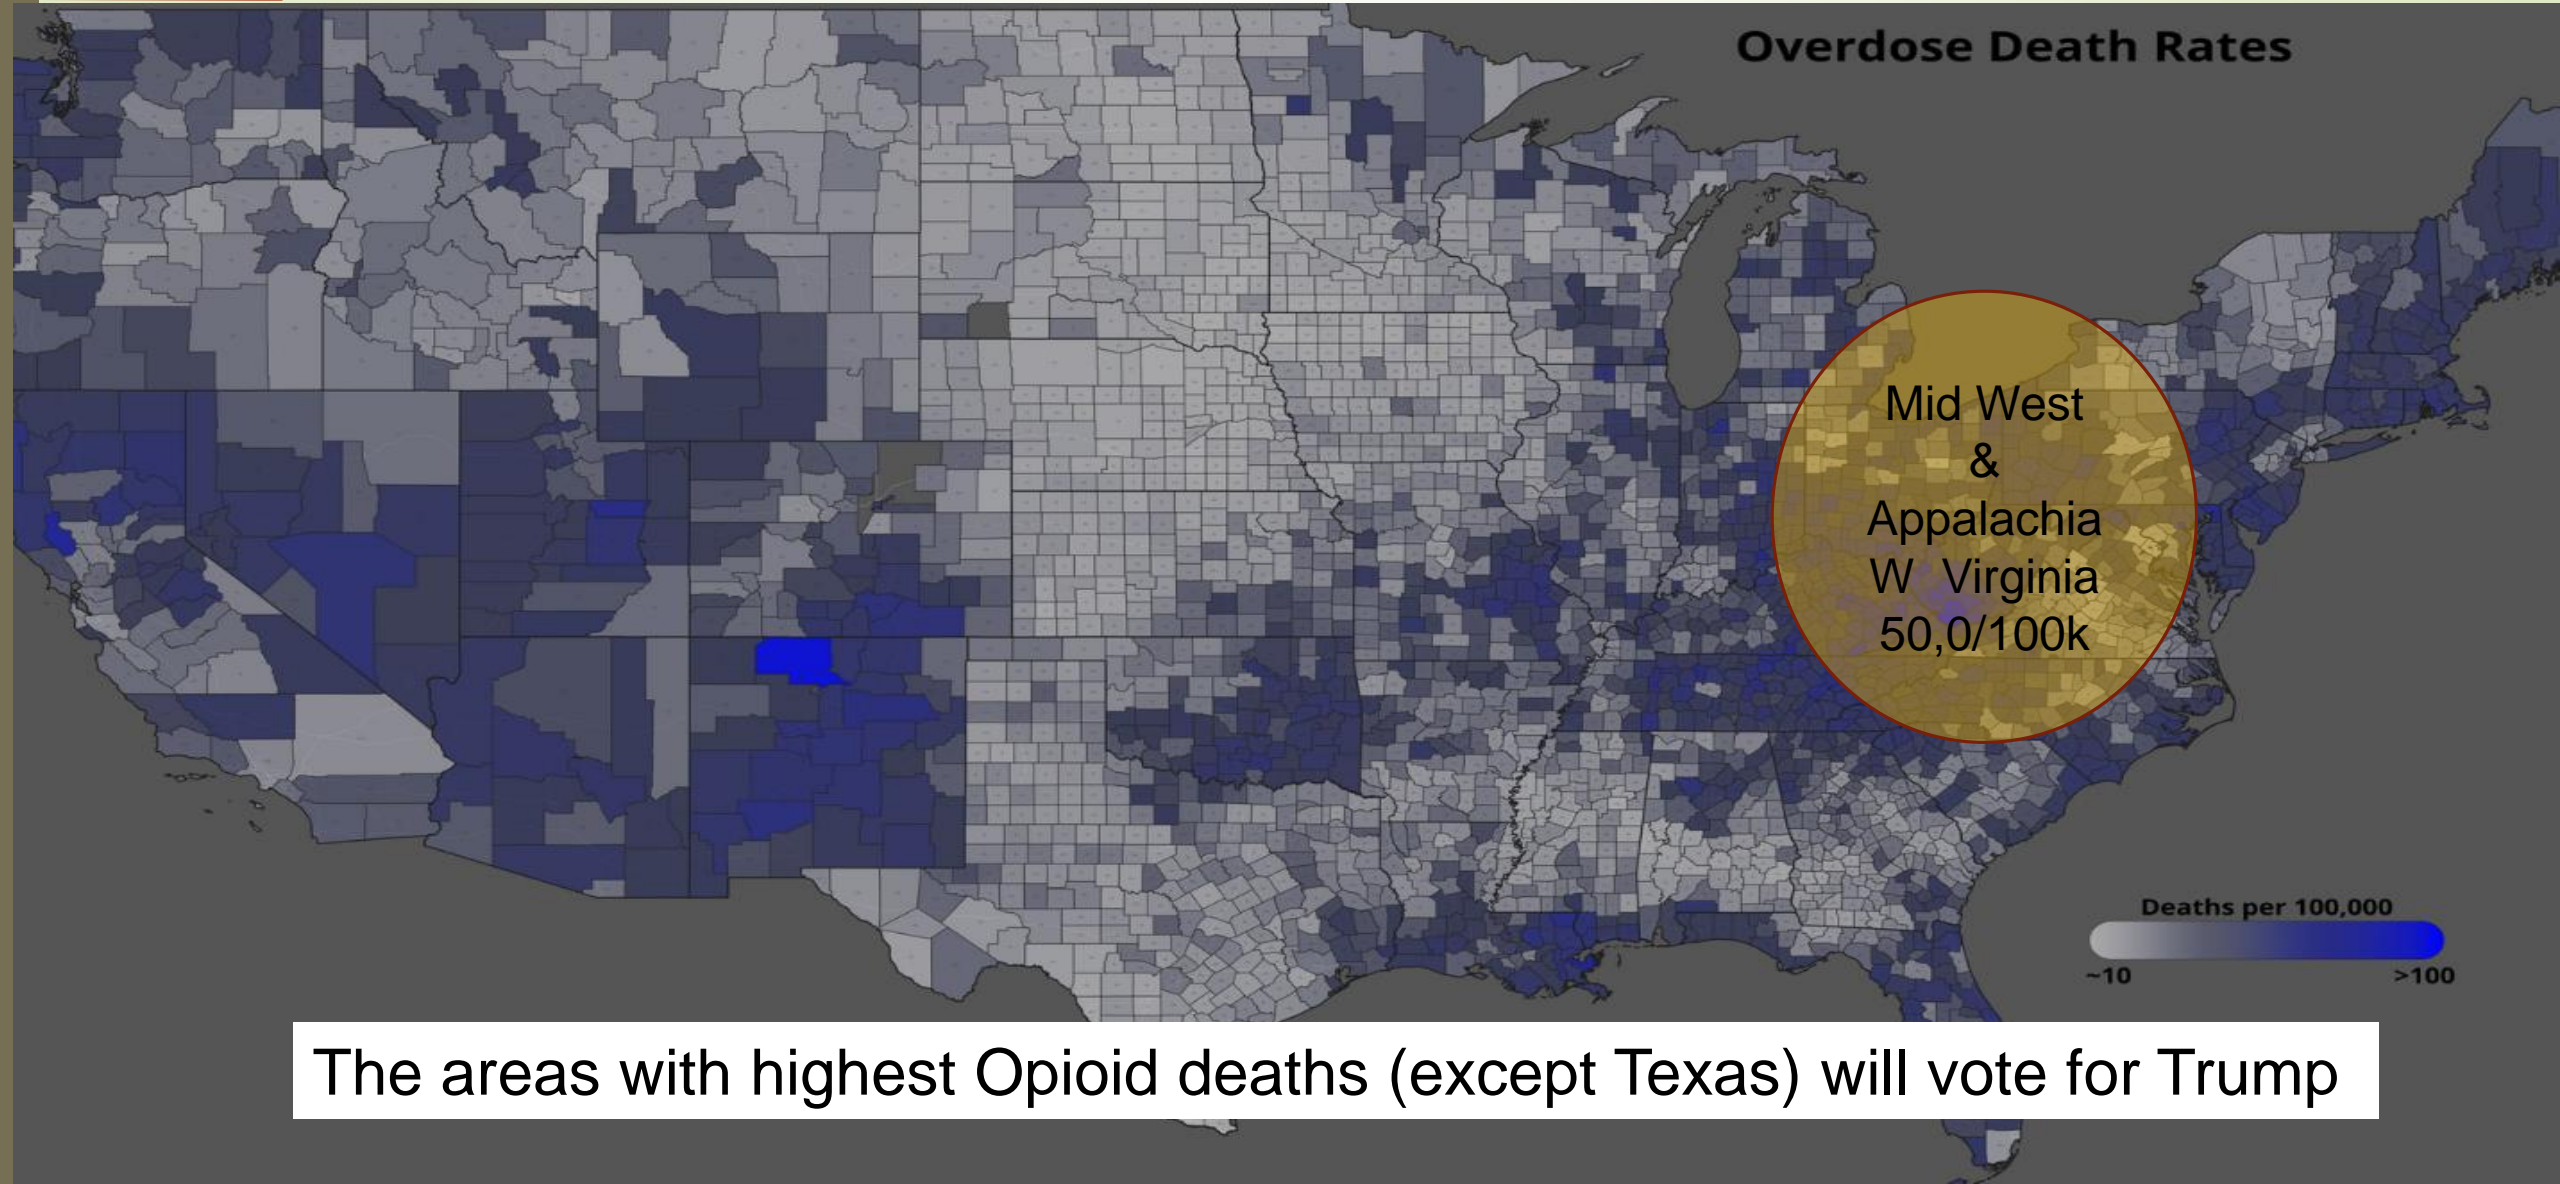 Overdose Death Rates
Mid West
&
Appalachia
W Virginia
50,0/100k
Deaths per 100,000
~10
>100
The areas with highest Opioid deaths (except Texas) will vote for Trump